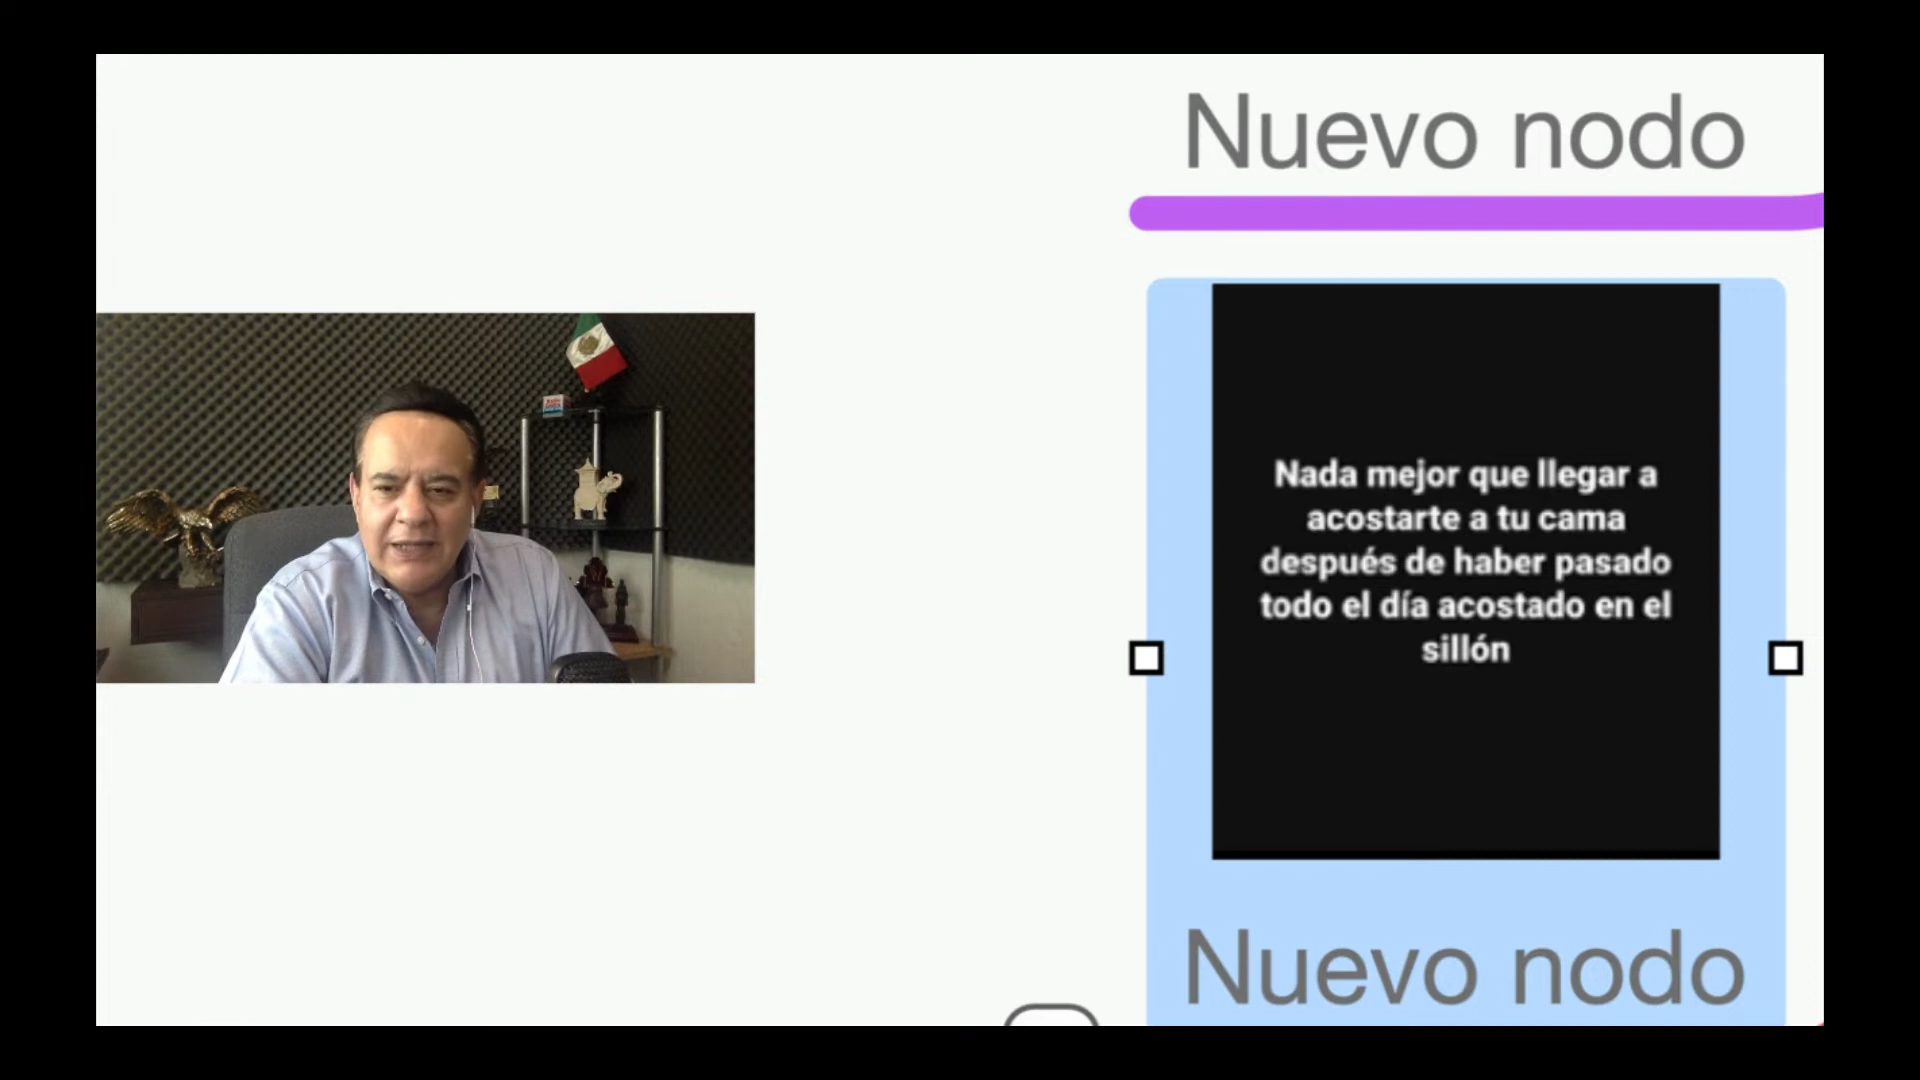 Nuevo nodo
Nada mejor que llegar a
acostarte a tu cama
después de haber pasado
todo el día acostado en el
sillón
Nuevo nodo